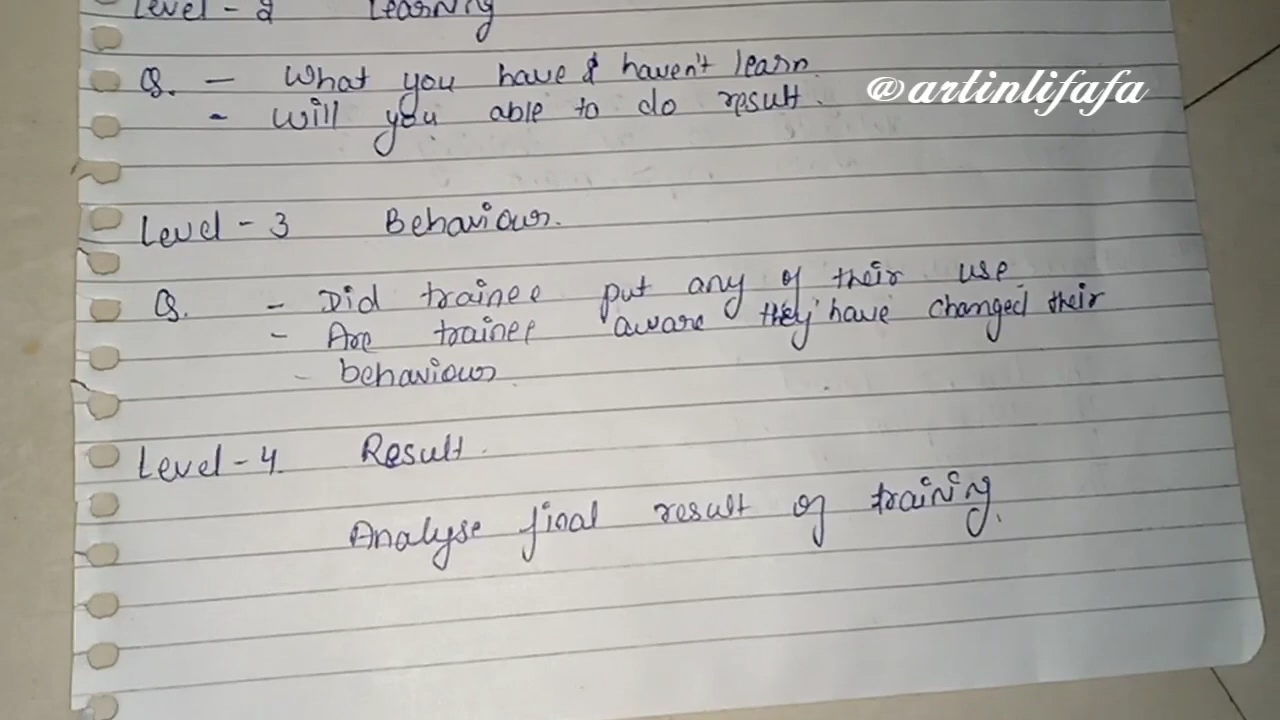 Level - 2 Learning
Q. - What you have & haven't learn.
- Will you able to do result.
@artinlifafa
Level - 3 Behaviour.
Q. - Did trainee put any of their use.
- Are trainee aware they have changed their
- behaviour.
Level - 4. Result.
Analyse final result of training.